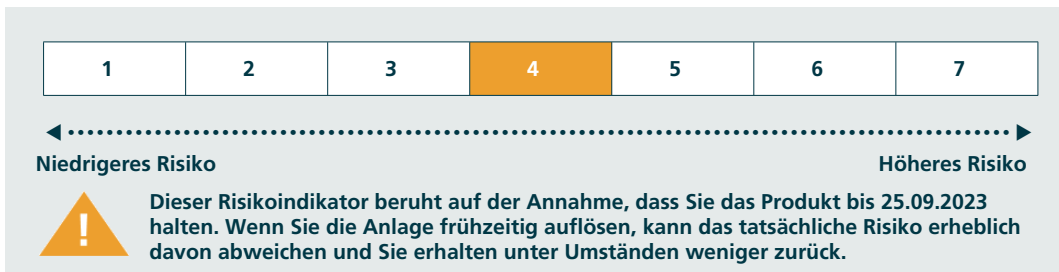 1 2 3 4 5 6 7
Niedrigeres Risiko Höheres Risiko
!
Dieser Risikoindikator beruht auf der Annahme, dass Sie das Produkt bis 25.09.2023
halten. Wenn Sie die Anlage frühzeitig auflösen, kann das tatsächliche Risiko erheblich
davon abweichen und Sie erhalten unter Umständen weniger zurück.